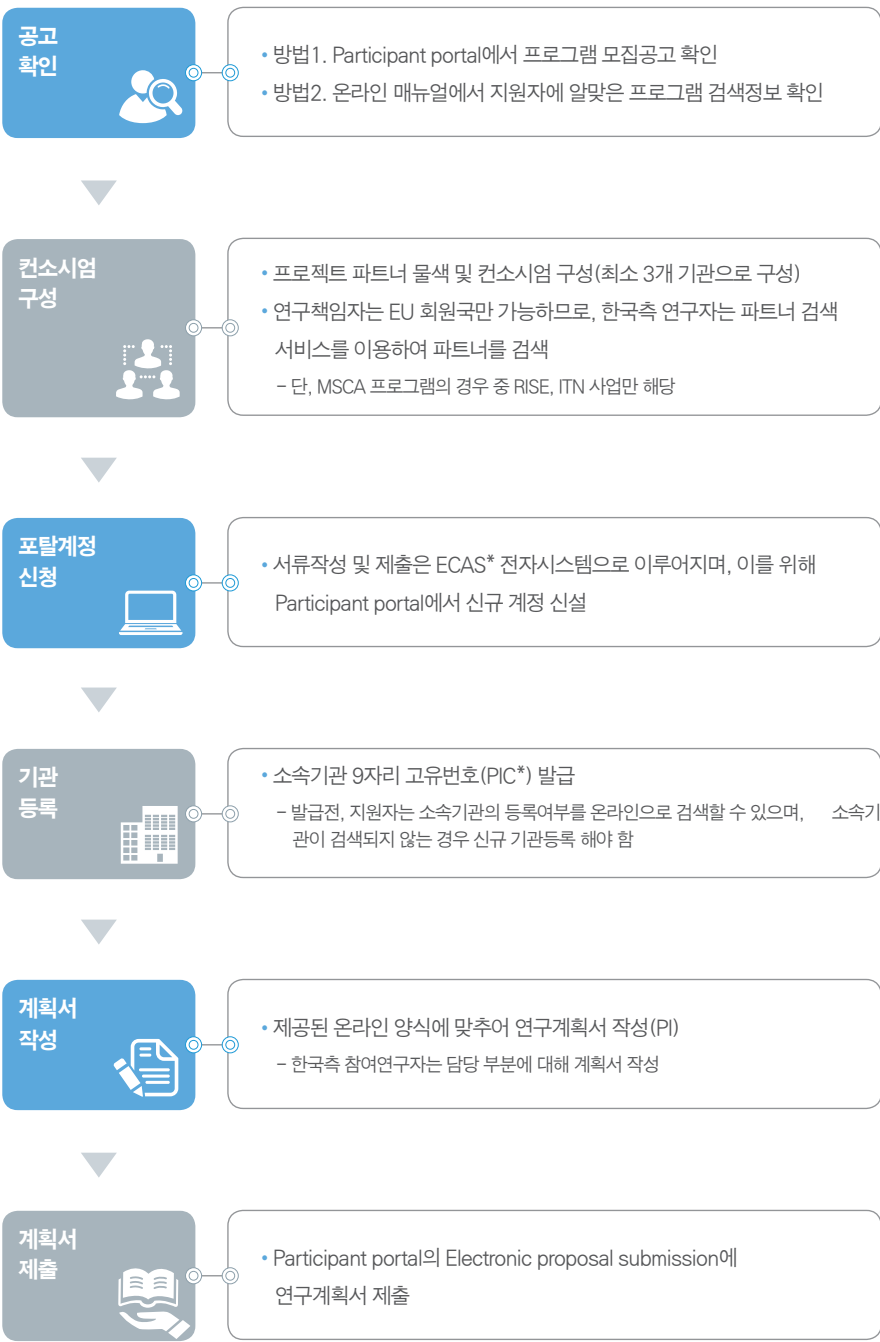 공고
확인
• 방법1. Participant portal에서 프로그램 모집공고 확인
• 방법2. 온라인 매뉴얼에서 지원자에 알맞은 프로그램 검색정보 확인
컨소시엄
구성
• 프로젝트 파트너 물색 및 컨소시엄 구성(최소 3개 기관으로 구성)
• 연구책임자는 EU 회원국만 가능하므로, 한국측 연구자는 파트너 검색
서비스를 이용하여 파트너를 검색
- 단, MSCA 프로그램의 경우 중 RISE, ITN 사업만 해당
포탈계정
신청
• 서류작성 및 제출은 ECAS* 전자시스템으로 이루어지며, 이를 위해
Participant portal에서 신규 계정 신설
기관
등록
• 소속기관 9자리 고유번호(PIC*) 발급
- 발급전, 지원자는 소속기관의 등록여부를 온라인으로 검색할 수 있으며, 소속기
관이 검색되지 않는 경우 신규 기관등록 해야 함
계획서
작성
• 제공된 온라인 양식에 맞추어 연구계획서 작성(PI)
- 한국측 참여연구자는 담당 부분에 대해 계획서 작성
계획서
제출
• Participant portal의 Electronic proposal submission에
연구계획서 제출